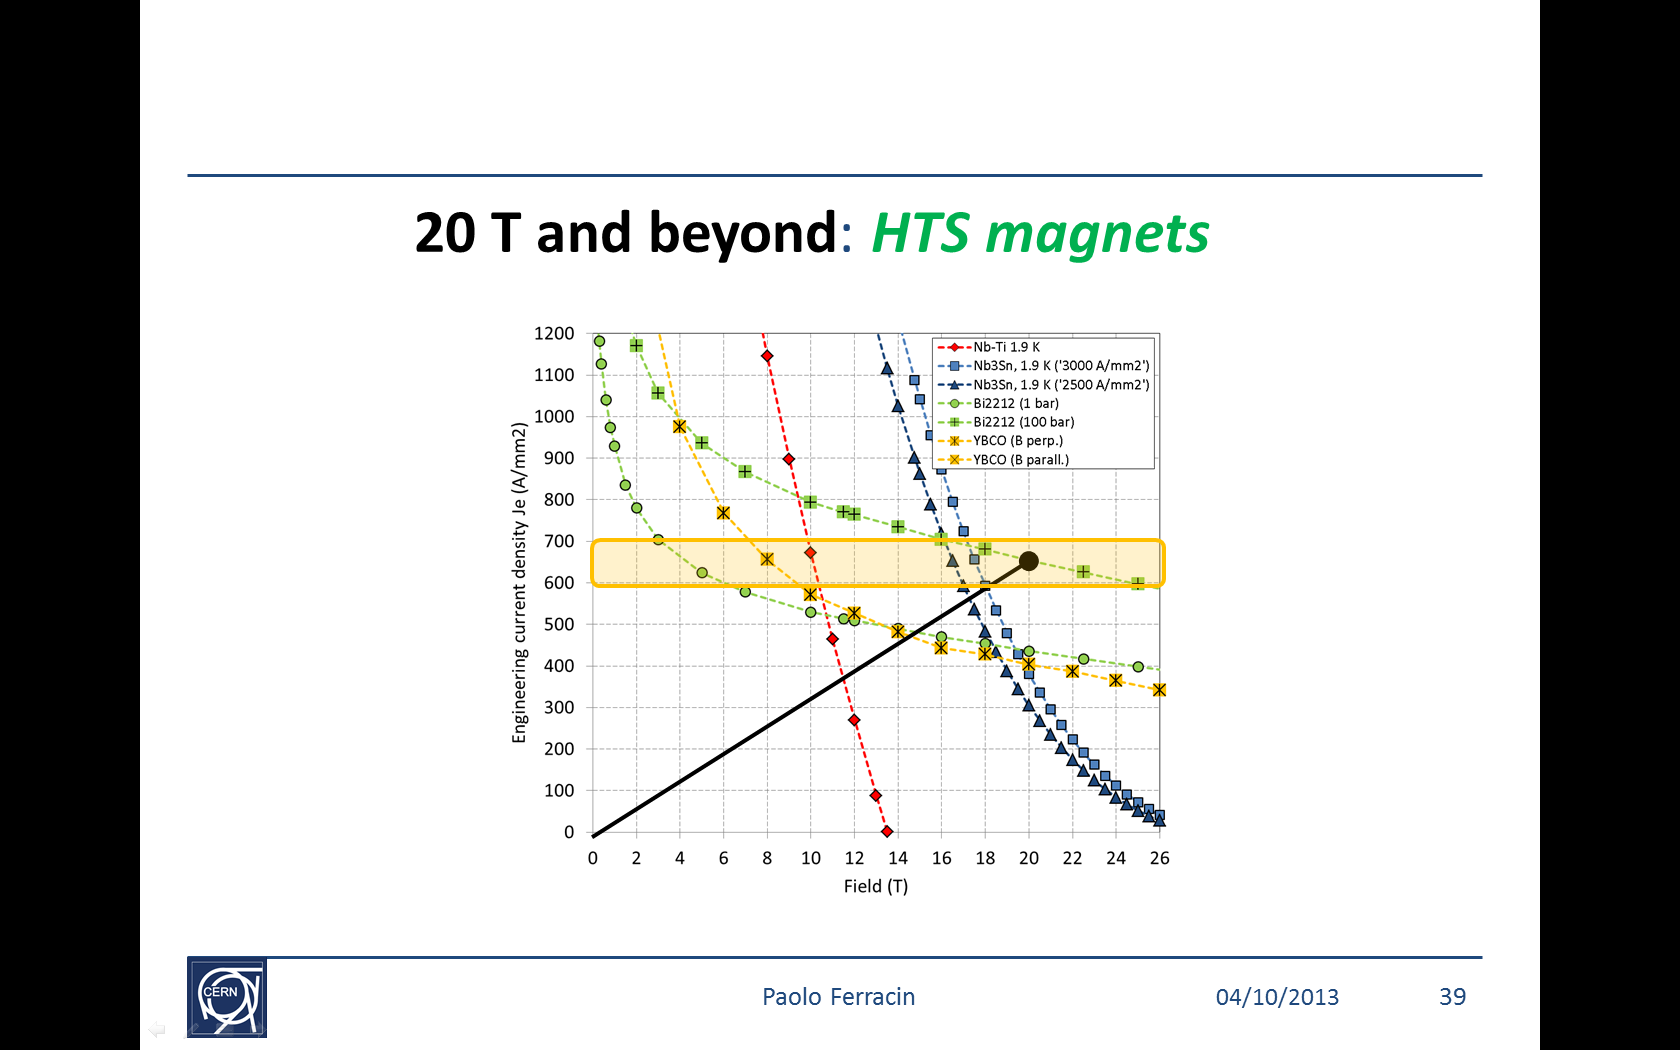 20 T and beyond: HTS magnets
1200
1100
1000
900
800
700
600
500
400
300
200
100
0
Engineering current density Je (A/mm2)
Nb-Ti 1.9 K
Nb3Sn, 1.9 K ('3000 A/mm2')
Nb3Sn, 1.9 K ('2500 A/mm2')
Bi2212 (1 bar)
Bi2212 (100 bar)
YBCO (B perp.)
YBCO (B parall.)
0 2 4 6 8 10 12 14 16 18 20 22 24 26
Field (T)
CERN
Paolo Ferracin
04/10/2013
39